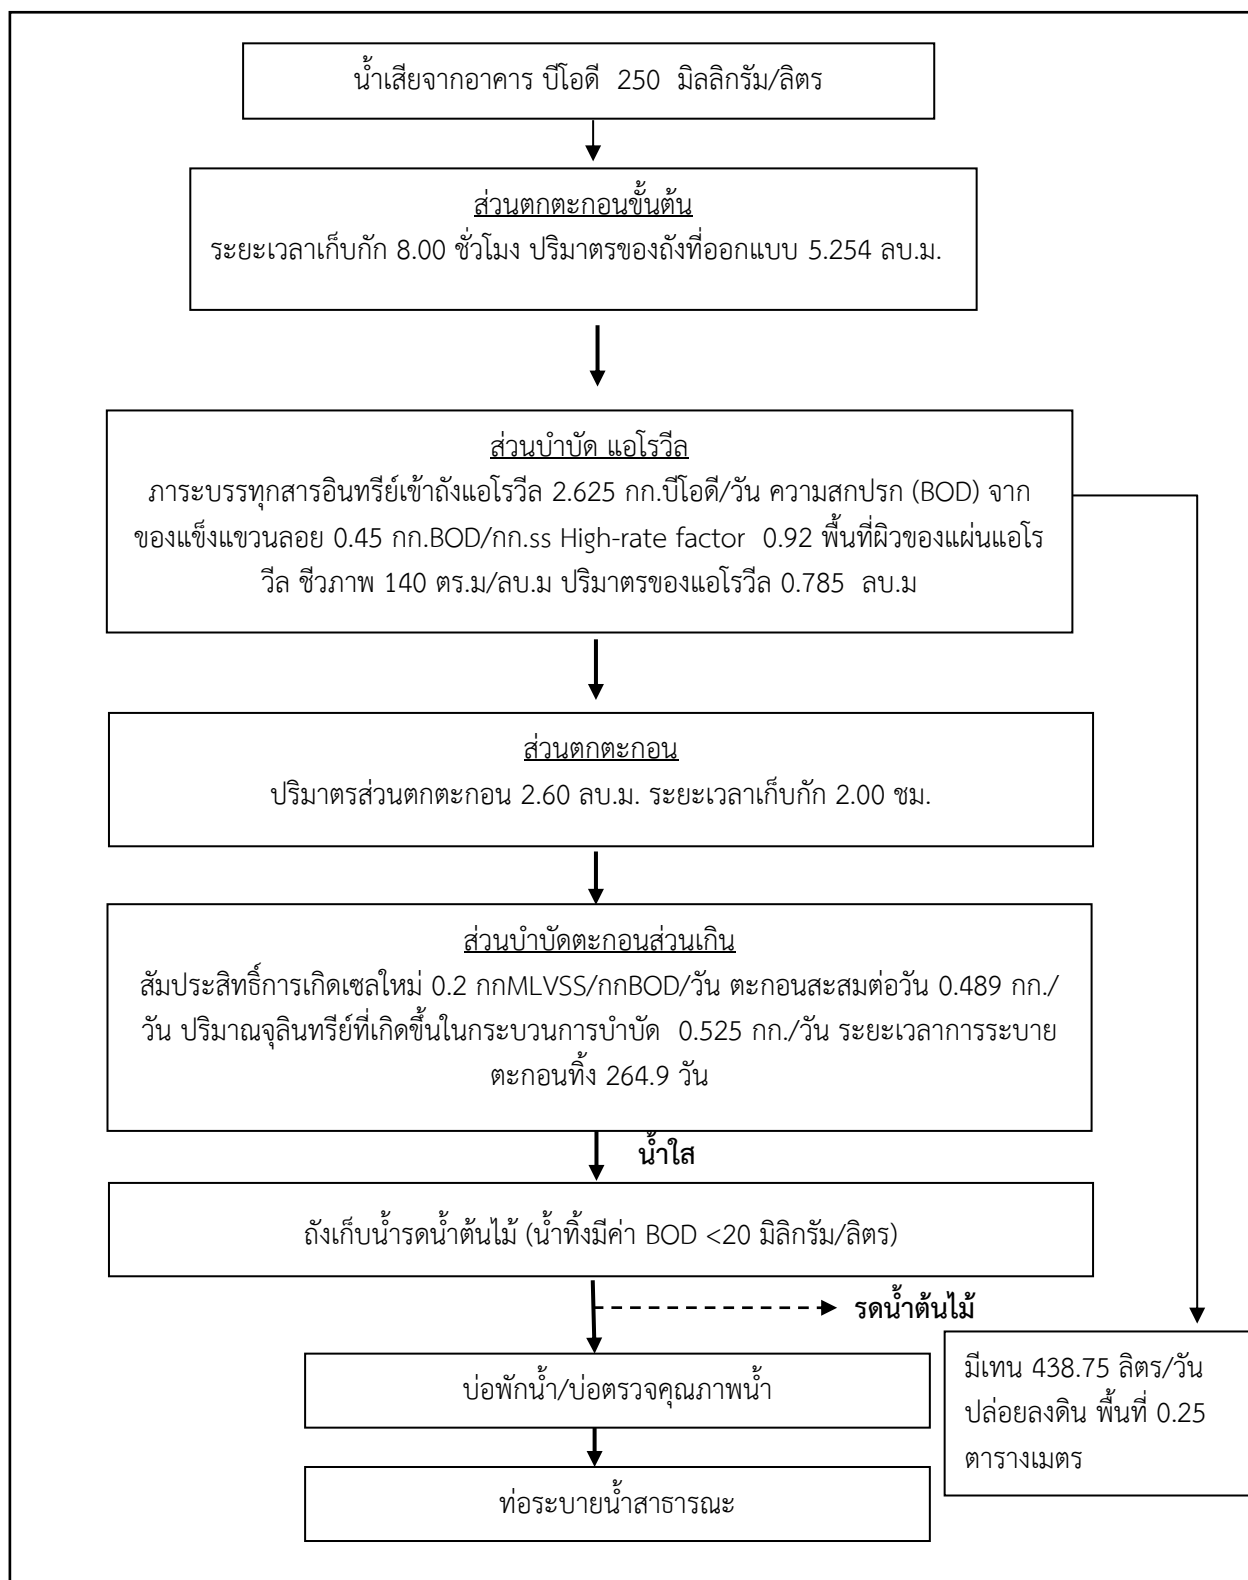 น้ำเสียจากอาคาร บีโอดี 250 มิลลิกรัม/ลิตร
ส่วนตกตะกอนขั้นต้น
ระยะเวลาเก็บกัก 8.00 ชั่วโมง ปริมาตรของถังที่ออกแบบ 5.254 ลบ.ม.
ส่วนบำบัด แอโรวีล
ภาระบรรทุกสารอินทรีย์เข้าถังแอโรวีล 2.625 กก.บีโอดี/วัน ความสกปรก (BOD) จาก
ของแข็งแขวนลอย 0.45 กก.BOD/กก.ss High-rate factor 0.92 พื้นที่ผิวของแผ่นแอโร
วีล ชีวภาพ 140 ตร.ม/ลบ.ม ปริมาตรของแอโรวีล 0.785 ลบ.ม
ส่วนตกตะกอน
ปริมาตรส่วนตกตะกอน 2.60 ลบ.ม. ระยะเวลาเก็บกัก 2.00 ชม.
ส่วนบำบัดตะกอนส่วนเกิน
สัมประสิทธิ์การเกิดเซลใหม่ 0.2 กกMLVSS/กกBOD/วัน ตะกอนสะสมต่อวัน 0.489 กก./
วัน ปริมาณจุลินทรีย์ที่เกิดขึ้นในกระบวนการบำบัด 0.525 กก./วัน ระยะเวลาการระบาย
ตะกอนทิ้ง 264.9 วัน
น้ำใส
ถังเก็บน้ำรดน้ำต้นไม้ (น้ำทิ้งมีค่า BOD <20 มิลิกรัม/ลิตร)
รดน้ำต้นไม้
มีเทน 438.75 ลิตร/วัน
ปล่อยลงดิน พื้นที่ 0.25
ตารางเมตร
บ่อพักน้ำ/บ่อตรวจคุณภาพน้ำ
ท่อระบายน้ำสาธารณะ